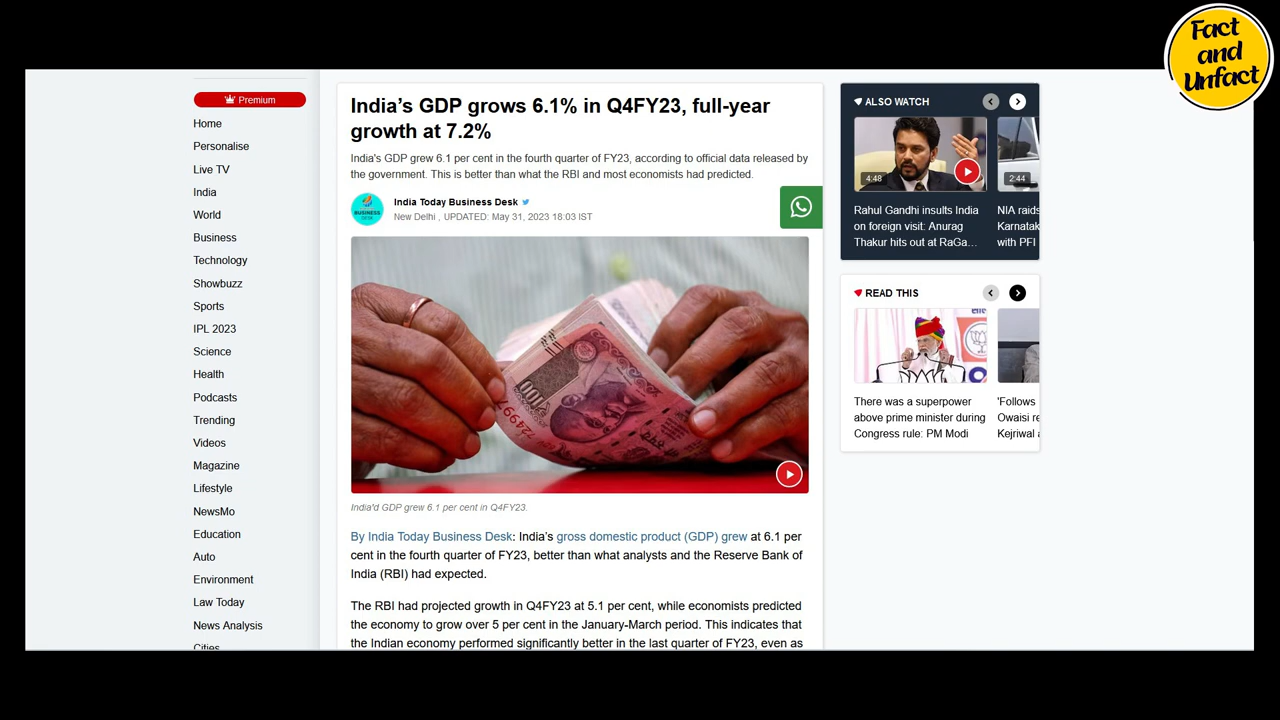 Fact
and
Unfact
Premium
Home
Personalise
Live TV
India
World
Business
Technology
Showbuzz
Sports
IPL 2023
Science
Health
Podcasts
Trending
Videos
Magazine
Lifestyle
NewsMo
Education
Auto
Environment
Law Today
News Analysis
Cities
India's GDP grows 6.1% in Q4FY23, full-year
growth at 7.2%
India's GDP grew 6.1 per cent in the fourth quarter of FY23, according to official data released by
the government. This is better than what the RBI and most economists had predicted.
BUSINESS
DESK
India Today Business Desk
New Delhi , UPDATED: May 31, 2023 18:03 IST
100
India'd GDP grew 6.1 per cent in Q4FY23.
By India Today Business Desk: India's gross domestic product (GDP) grew at 6.1 per
cent in the fourth quarter of FY23, better than what analysts and the Reserve Bank of
India (RBI) had expected.
The RBI had projected growth in Q4FY23 at 5.1 per cent, while economists predicted
the economy to grow over 5 per cent in the January-March period. This indicates that
the Indian economy performed significantly better in the last quarter of FY23, even as
ALSO WATCH
4:48
2:44
Rahul Gandhi insults India
on foreign visit: Anurag
Thakur hits out at RaGa...
NIA raids
Karnatak
with PFI
READ THIS
There was a superpower
above prime minister during
Congress rule: PM Modi
'Follows
Owaisi re
Kejriwal